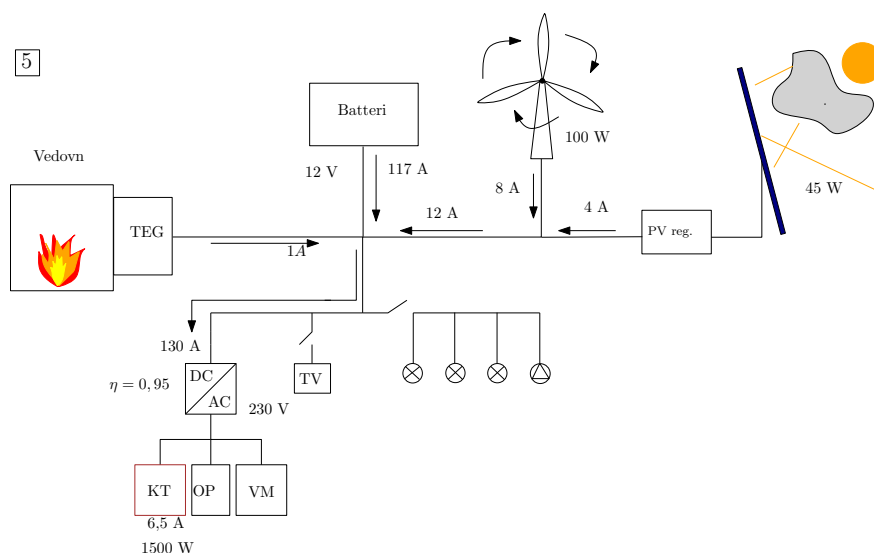 5
Batteri
100 W
Vedovn
12 V
117 A
8 A
45 W
12 A
4 A
TEG
PV reg.
1A
130 A
DC
AC
η = 0, 95
TV
230 V
KT
OP
VM
6,5 A
1500 W